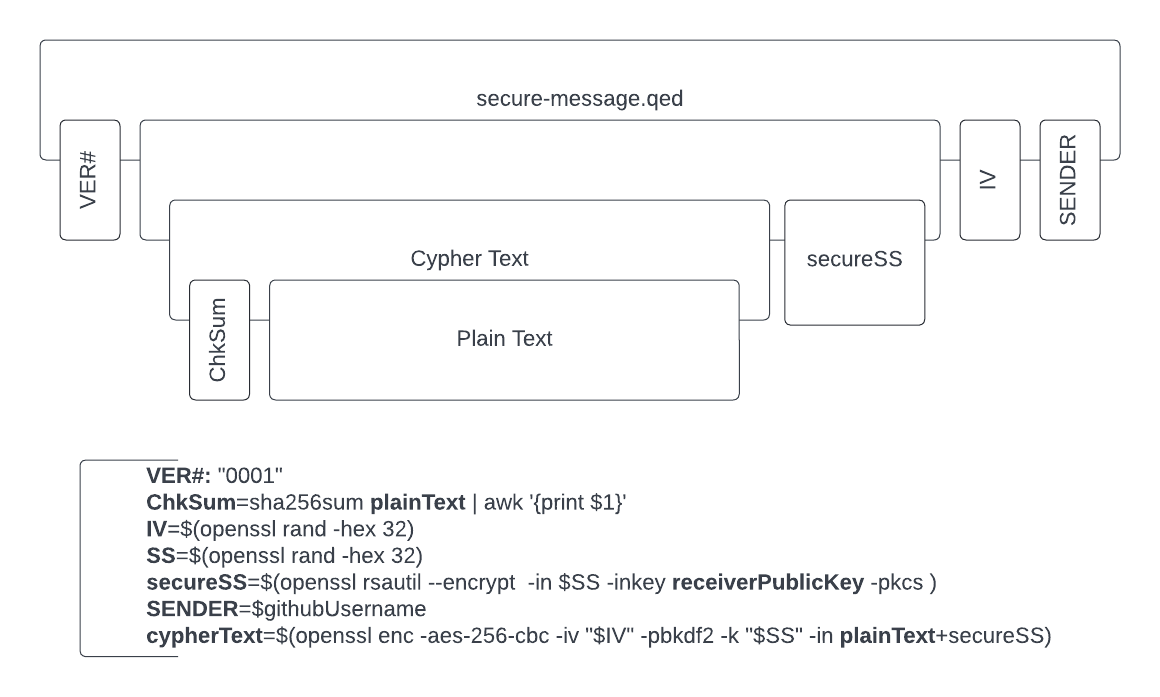 secure-message.qed
VER#
IV
SENDER
Cypher Text
secureSS
ChkSum
Plain Text
VER#: "0001"
ChkSum=sha256sum plainText | awk '{print $1}'
IV=$(openssl rand -hex 32)
SS=$(openssl rand -hex 32)
secureSS=$(openssl rsautil --encrypt  -in $SS -inkey receiverPublicKey -pkcs )
SENDER=$githubUsername
cypherText=$(openssl enc -aes-256-cbc -iv "$IV" -pbkdf2 -k "$SS" -in plainText+secureSS)